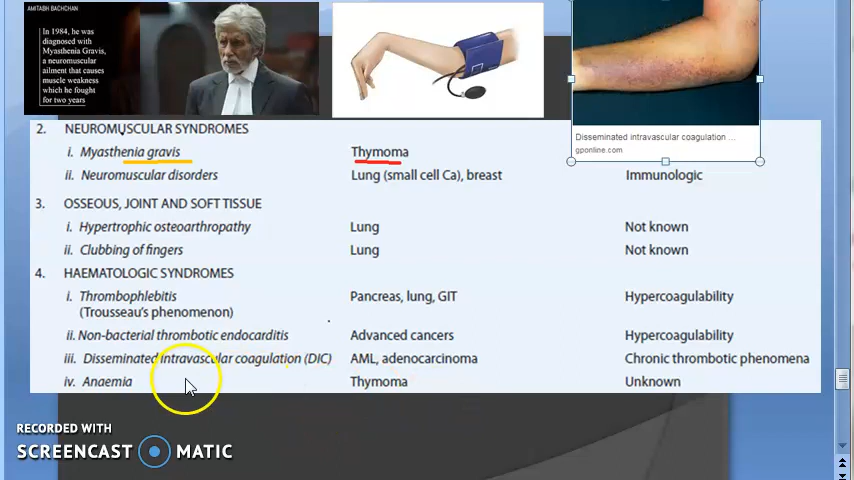 AMITABH BACHCHAN
In 1984, he was
diagnosed with
Myasthenia Gravis,
a neuromuscular
ailment that causes
muscle weakness
which he fought
for two years
Disseminated intravascular coagulation ...
gponline.com
2. NEUROMUSCULAR SYNDROMES
i. Myasthenia gravis Thymoma
ii. Neuromuscular disorders Lung (small cell Ca), breast Immunologic
3. OSSEOUS, JOINT AND SOFT TISSUE
i. Hypertrophic osteoarthropathy Lung Not known
ii. Clubbing of fingers Lung Not known
4. HAEMATOLOGIC SYNDROMES
i. Thrombophlebitis Pancreas, lung, GIT Hypercoagulability
(Trousseau's phenomenon)
ii. Non-bacterial thrombotic endocarditis Advanced cancers Hypercoagulability
iii. Disseminated intravascular coagulation (DIC) AML, adenocarcinoma Chronic thrombotic phenomena
iv. Anaemia Thymoma Unknown
RECORDED WITH
SCREENCAST MATIC